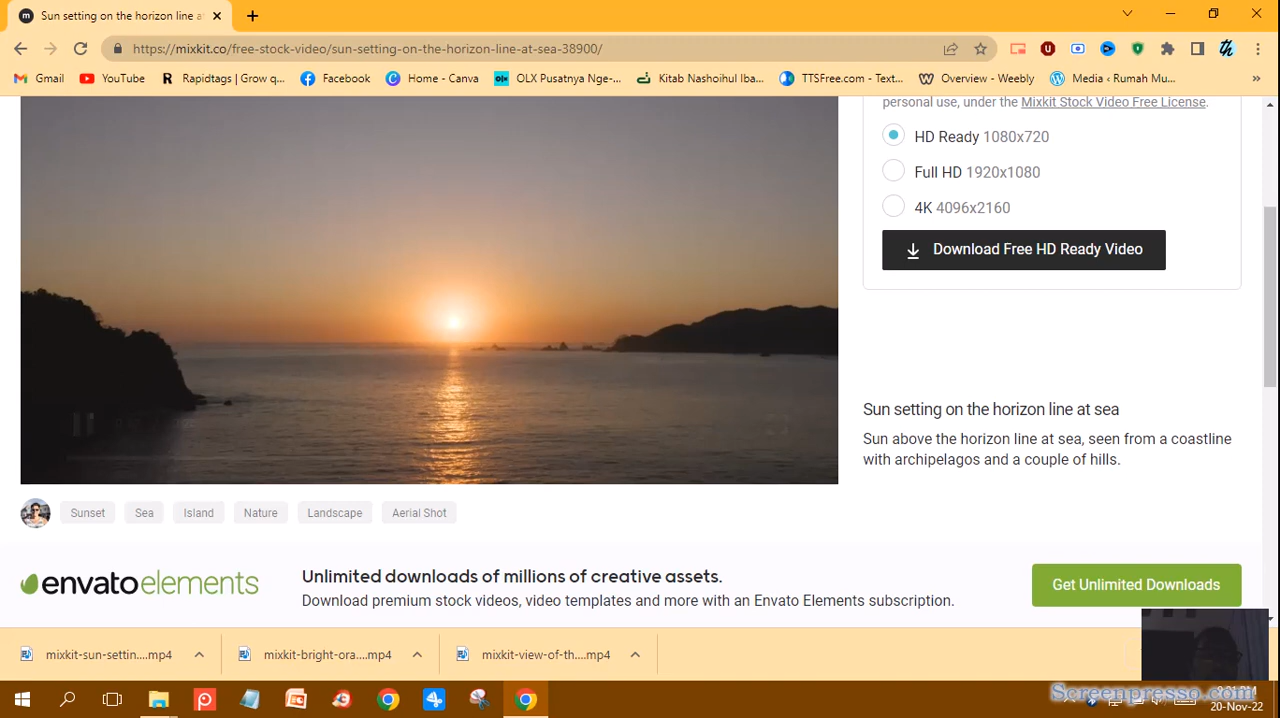 Sun setting on the horizon line a
https://mixkit.co/free-stock-video/sun-setting-on-the-horizon-line-at-sea-38900/
Gmail
YouTube
Rapidtags | Grow q...
Facebook
Home - Canva
OLX Pusatnya Nge-...
Kitab Nashoihul Iba...
TTSFree.com - Text...
Overview - Weebly
Media ‹ Rumah Mu...
personal use, under the Mixkit Stock Video Free License.
HD Ready 1080x720
Full HD 1920x1080
4K 4096x2160
Download Free HD Ready Video
Sun setting on the horizon line at sea
Sun above the horizon line at sea, seen from a coastline
with archipelagos and a couple of hills.
Sunset
Sea
Island
Nature
Landscape
Aerial Shot
envato elements
Unlimited downloads of millions of creative assets.
Download premium stock videos, video templates and more with an Envato Elements subscription.
Get Unlimited Downloads
mixkit-sun-settin....mp4
mixkit-bright-ora....mp4
mixkit-view-of-th....mp4
Screenpresso.com
20-Nov-22